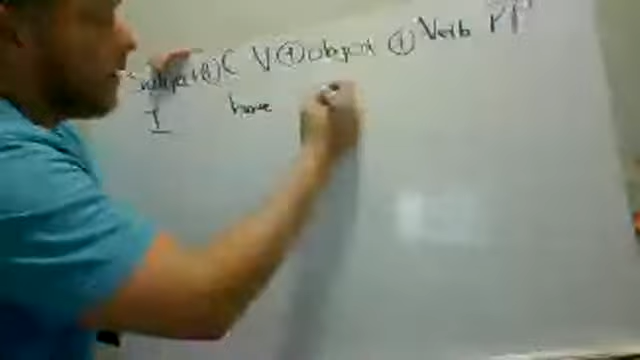 Subject ⊕ C V ⊕ object ⊕ Verb PP
I have